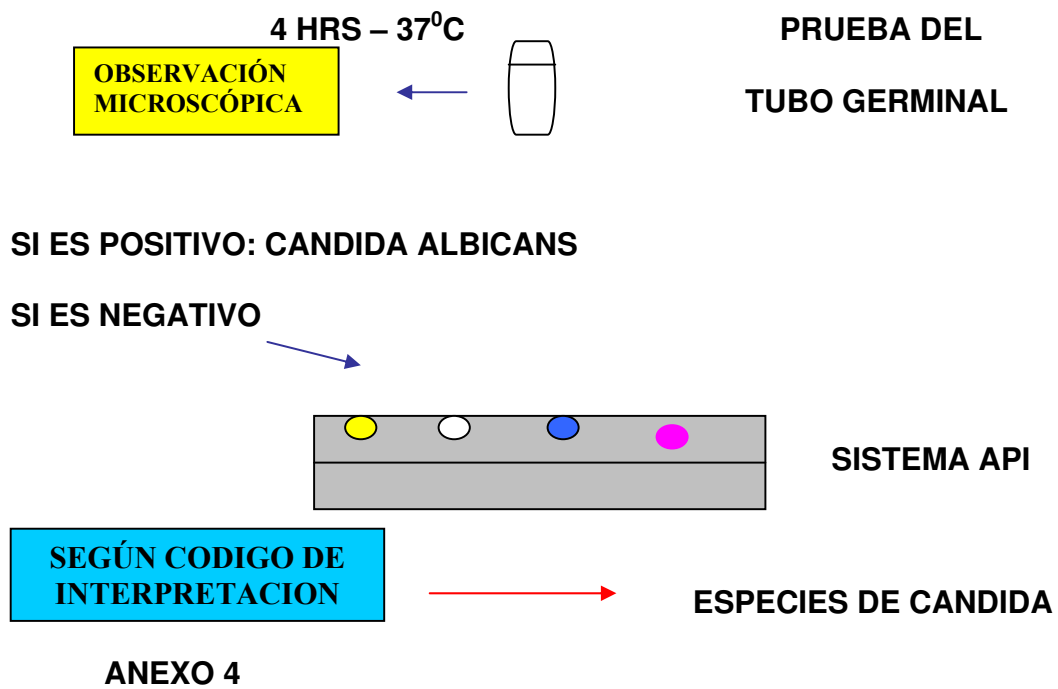 4 HRS – 37⁰C
PRUEBA DEL
TUBO GERMINAL
OBSERVACIÓN
MICROSCÓPICA
SI ES POSITIVO: CANDIDA ALBICANS
SI ES NEGATIVO
SISTEMA API
SEGÚN CODIGO DE
INTERPRETACION
ESPECIES DE CANDIDA
ANEXO 4